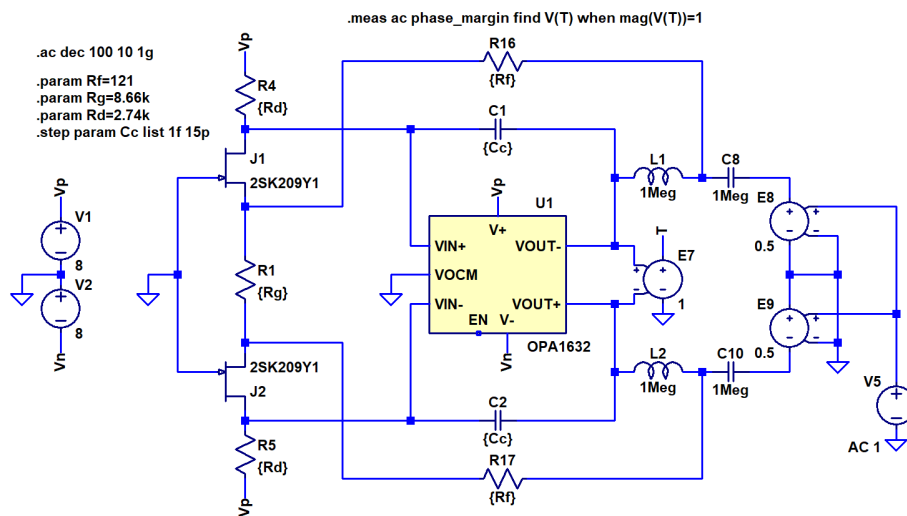 .meas ac phase_margin find V(T) when mag(V(T))=1
.ac dec 100 10 1g
.param Rf=121
.param Rg=8.66k
.param Rd=2.74k
.step param Cc list 1f 15p
Vp
R4
{Rd}
R16
{Rf}
C1
{Cc}
J1
2SK209Y1
L1
1Meg
C8
1Meg
Vp
V1
8
V2
8
Vn
R1
{Rg}
Vp
U1
V+
VIN+
VOUT-
VOCM
VIN-
VOUT+
EN
V-
Vn
OPA1632
T
E7
1
E8
0.5
E9
0.5
2SK209Y1
J2
L2
1Meg
C10
1Meg
V5
AC 1
C2
{Cc}
R5
{Rd}
Vp
R17
{Rf}